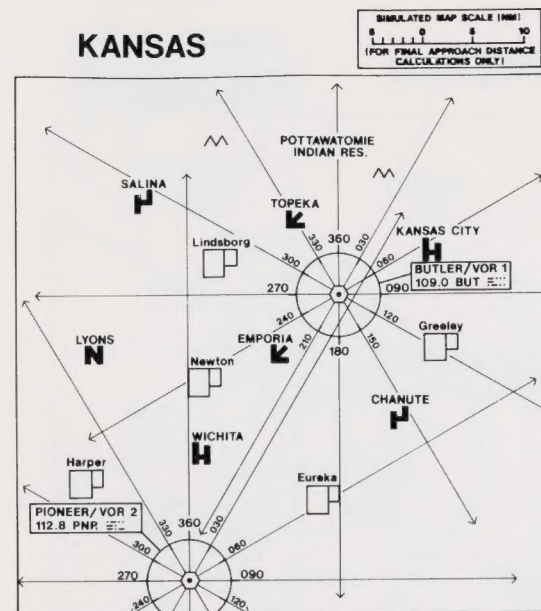 KANSAS
SIMULATED MAP SCALE (NM)
5 0 5 10
(FOR FINAL APPROACH DISTANCE
CALCULATIONS ONLY)
POTTAWATOMIE
INDIAN RES.
SALINA
TOPEKA
Lindsborg
KANSAS CITY
330
360
030
300
060
270
090
240
120
210
180
150
BUTLER/VOR 1
109.0 BUT
LYONS
EMPORIA
Greeley
Newton
CHANUTE
WICHITA
Harper
Eureka
PIONEER/VOR 2
112.8 PNR
330
360
030
300
060
270
090
240
120